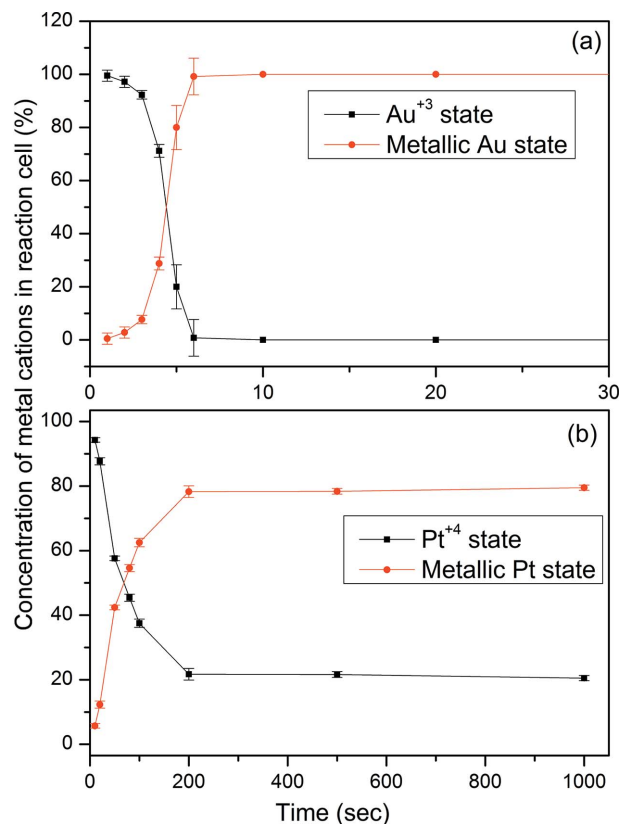 Concentration of metal cations in reaction cell (%)
120
(a)
100
Au+3 state
80
Metallic Au state
60
40
20
0
0 10 20 30
100
(b)
80
Pt+4 state
60
Metallic Pt state
40
20
0
0 200 400 600 800 1000
Time (sec)